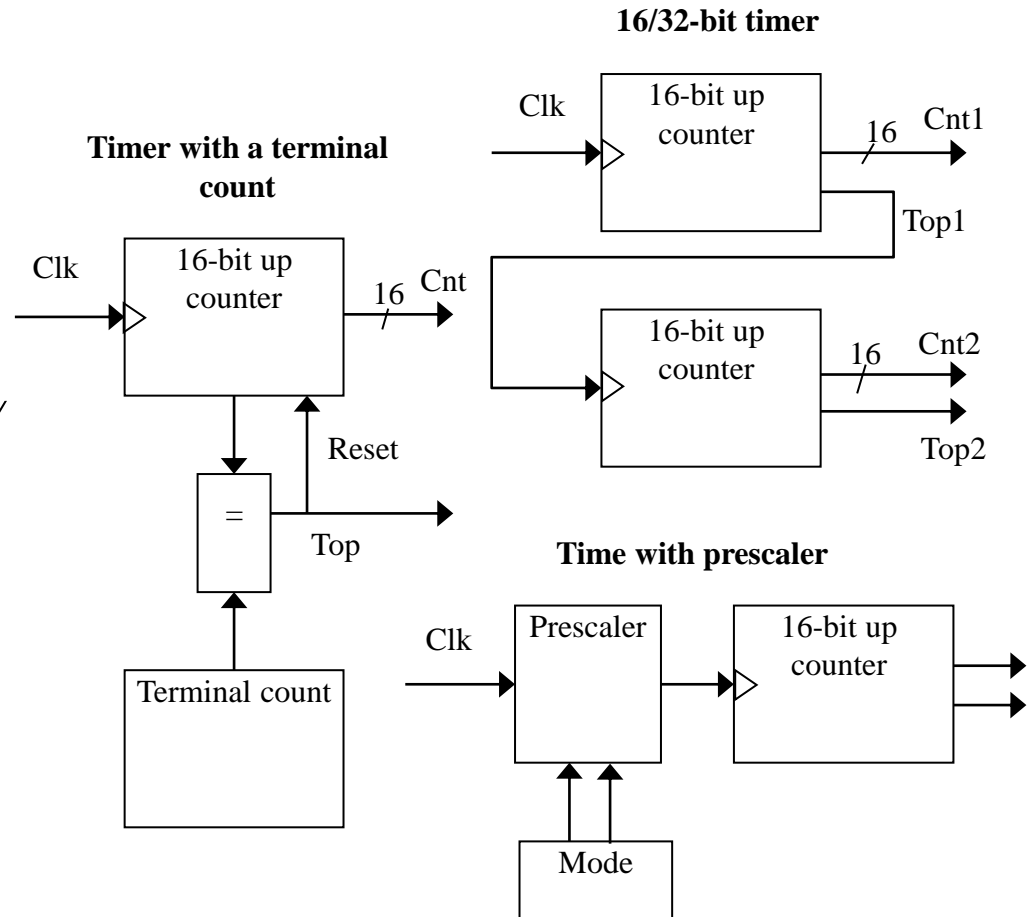 16/32-bit timer
Clk
16-bit up
counter
16
Cnt1
Top1
16-bit up
counter
16
Cnt2
Top2
Timer with a terminal
count
Clk
16-bit up
counter
16
Cnt
Reset
=
Top
Terminal count
Time with prescaler
Clk
Prescaler
16-bit up
counter
Mode